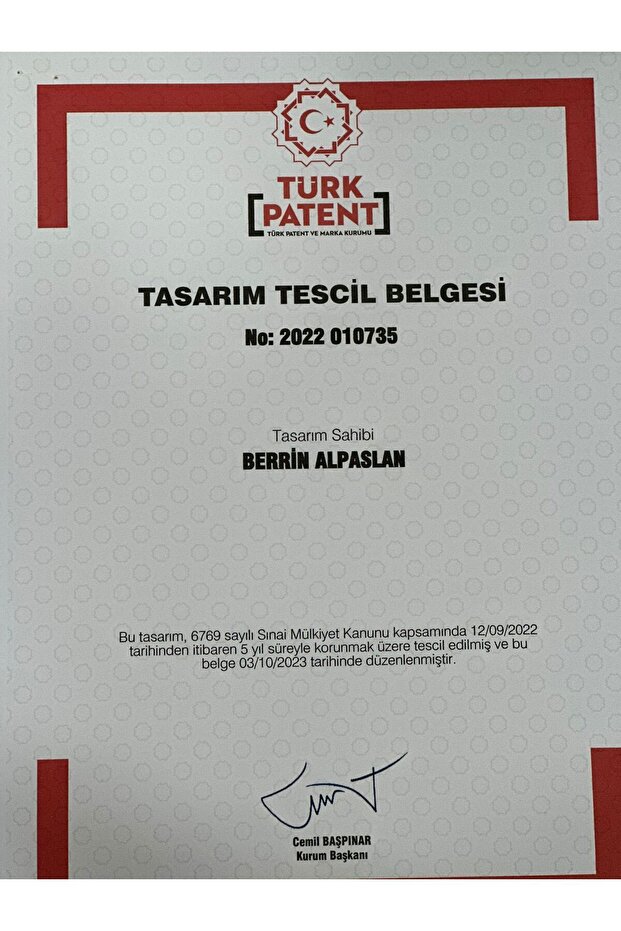 TÜRK
PATENT
TÜRK PATENT VE MARKA KURUMU
TASARIM TESCİL BELGESİ
No: 2022 010735
Tasarım Sahibi
BERRİN ALPASLAN
Bu tasarım, 6769 sayılı Sınai Mülkiyet Kanunu kapsamında 12/09/2022
tarihinden itibaren 5 yıl süreyle korunmak üzere tescil edilmiş ve bu
belge 03/10/2023 tarihinde düzenlenmiştir.
Cemil BAŞPINAR
Kurum Başkanı